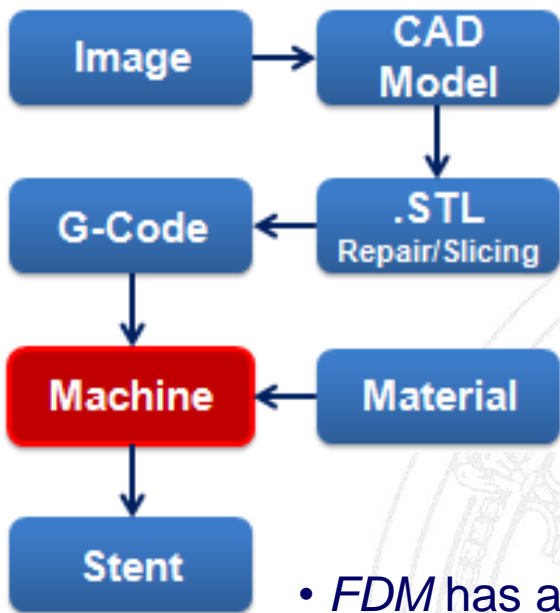 Image
CAD
Model
G-Code
.STL
Repair/Slicing
Machine
Material
Stent
• FDM has a